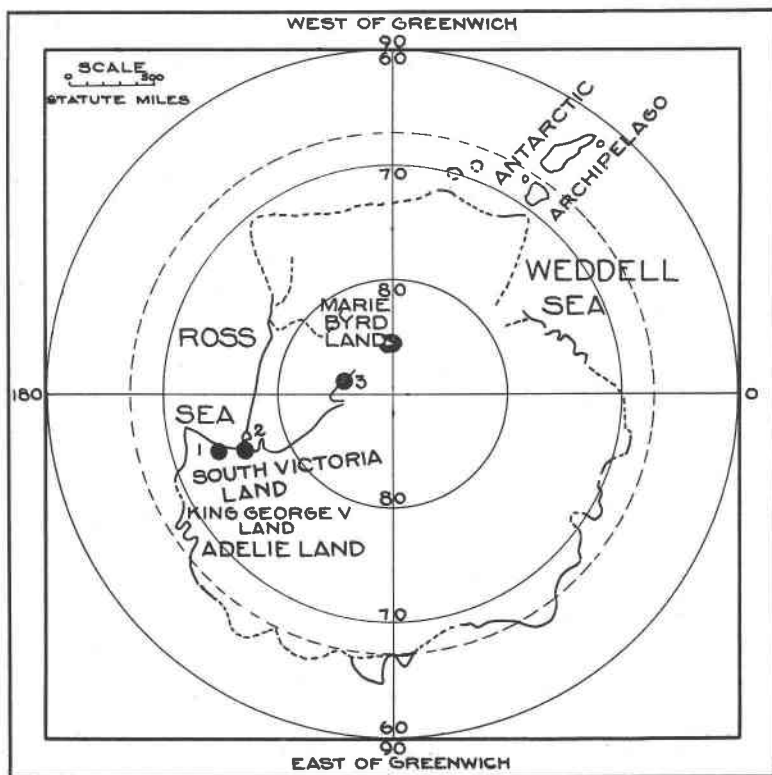 WEST OF GREENWICH
90
60
SCALE
0 500
STATUTE MILES
ANTARCTIC
ARCHIPELAGO
70
WEDDELL
SEA
80
MARIE
BYRD
LAND
ROSS
3
180
0
SEA
2
1
SOUTH VICTORIA
LAND
KING GEORGE V
LAND
80
ADELIE LAND
70
60
90
EAST OF GREENWICH